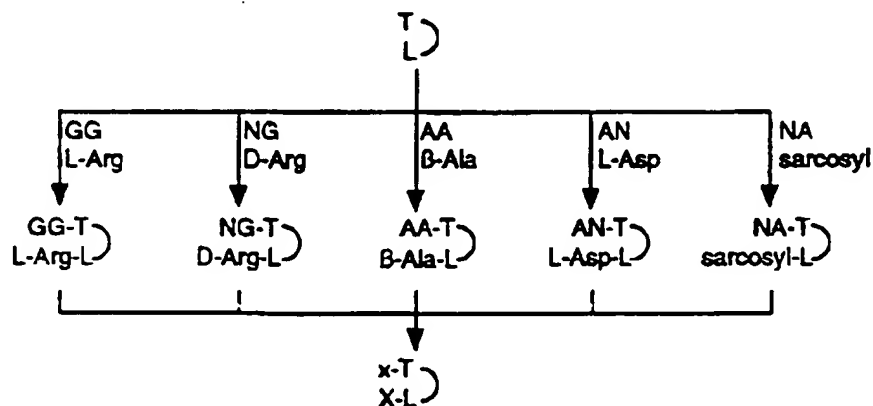 T
L
GG
L-Arg
NG
D-Arg
AA
β-Ala
AN
L-Asp
NA
sarcosyl
GG-T
L-Arg-L
NG-T
D-Arg-L
AA-T
β-Ala-L
AN-T
L-Asp-L
NA-T
sarcosyl-L
x-T
X-L